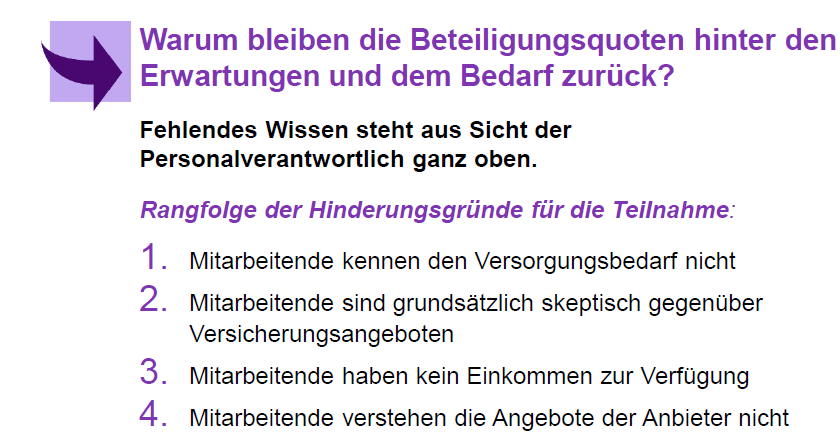 Warum bleiben die Beteiligungsquoten hinter den
Erwartungen und dem Bedarf zurück?
Fehlendes Wissen steht aus Sicht der
Personalverantwortlich ganz oben.
Rangfolge der Hinderungsgründe für die Teilnahme:
1. Mitarbeitende kennen den Versorgungsbedarf nicht
2. Mitarbeitende sind grundsätzlich skeptisch gegenüber
Versicherungsangeboten
3. Mitarbeitende haben kein Einkommen zur Verfügung
4. Mitarbeitende verstehen die Angebote der Anbieter nicht